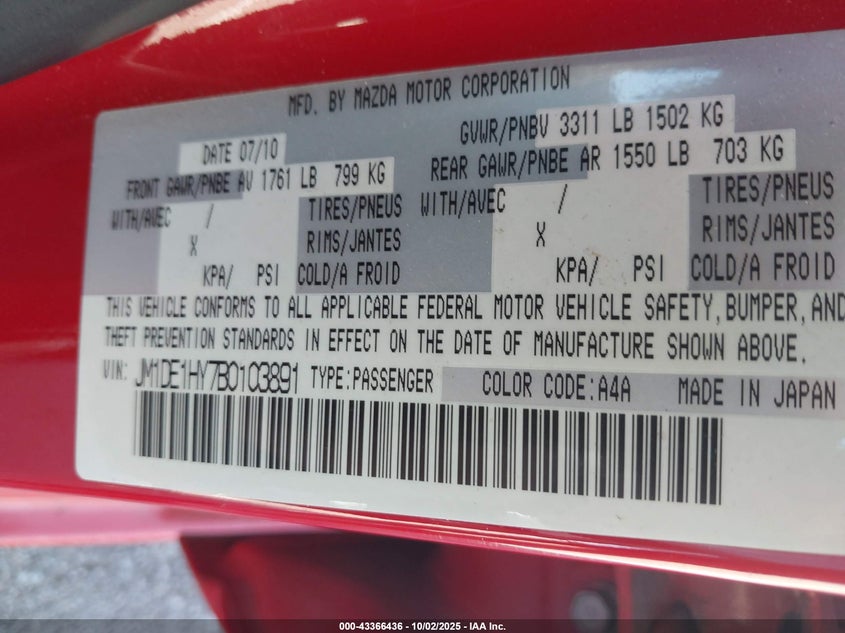 MFD. BY MAZDA MOTOR CORPORATION
DATE 07/10 GVWR/PNBV 3311 LB 1502 KG
FRONT GAWR/PNBE AV 1761 LB 799 KG REAR GAWR/PNBE AR 1550 LB 703 KG
WITH/AVEC / TIRES/PNEUS WITH/AVEC / TIRES/PNEUS
X RIMS/JANTES X RIMS/JANTES
KPA/ PSI COLD/A FROID KPA/ PSI COLD/A FROID
THIS VEHICLE CONFORMS TO ALL APPLICABLE FEDERAL MOTOR VEHICLE SAFETY, BUMPER, AND
THEFT PREVENTION STANDARDS IN EFFECT ON THE DATE OF MANUFACTURE SHOWN ABOVE.
VIN: JM1DE1HY7B0103891 TYPE:PASSENGER COLOR CODE:A4A MADE IN JAPAN
000-43366436 - 10/02/2025 - IAA Inc.